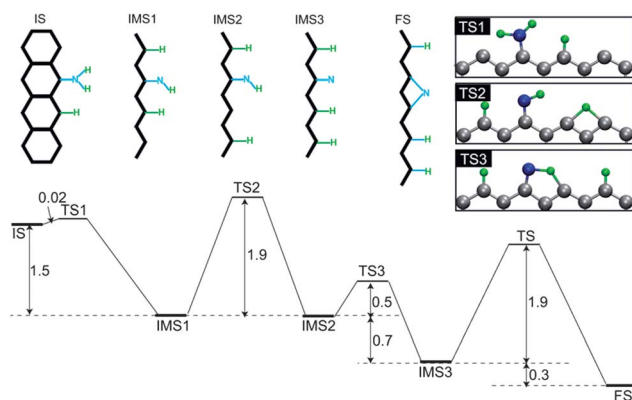 IS
IMS1
IMS2
IMS3
FS
H
N
H
H
H
N
H
H
H
N
H
H
H
N
H
H
H
N
H
H
TS1
TS2
TS3
0.02
IS
TS1
1.5
IMS1
TS2
1.9
IMS2
TS3
0.5
0.7
IMS3
TS
1.9
0.3
FS